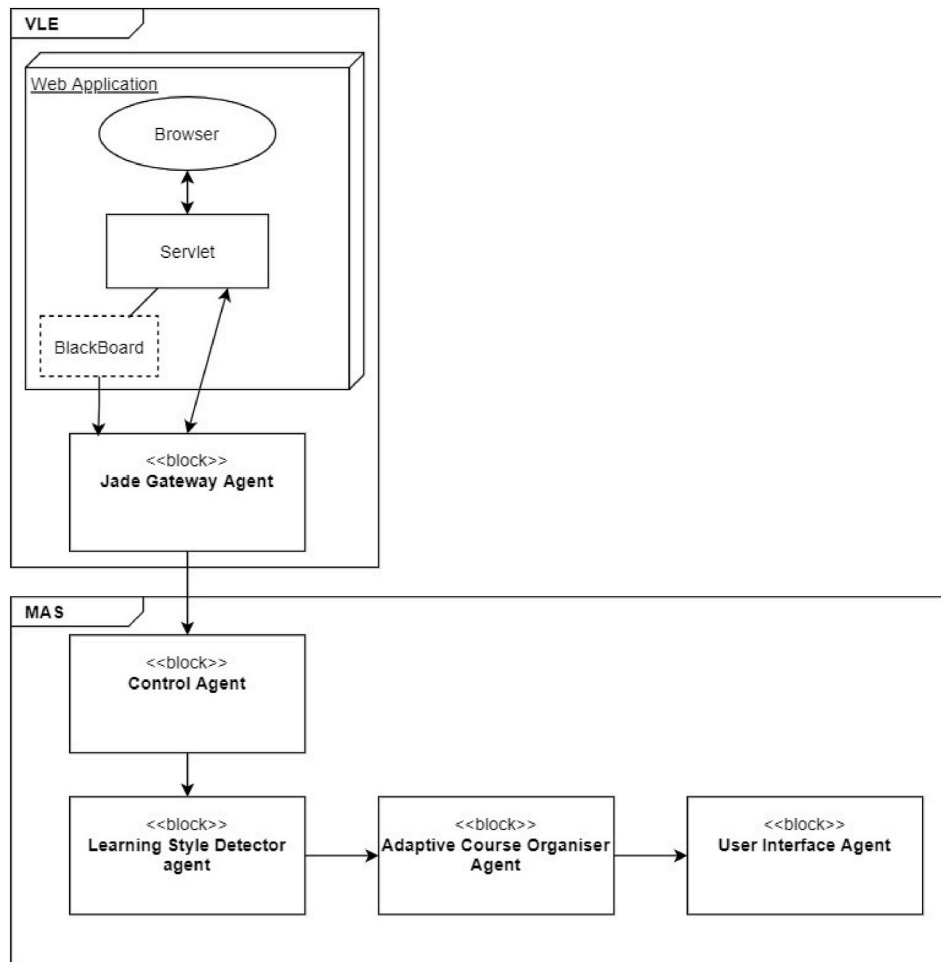 VLE
Web Application
Browser
Servlet
BlackBoard
<<block>>
Jade Gateway Agent
MAS
<<block>>
Control Agent
<<block>>
Learning Style Detector
agent
<<block>>
Adaptive Course Organiser
Agent
<<block>>
User Interface Agent